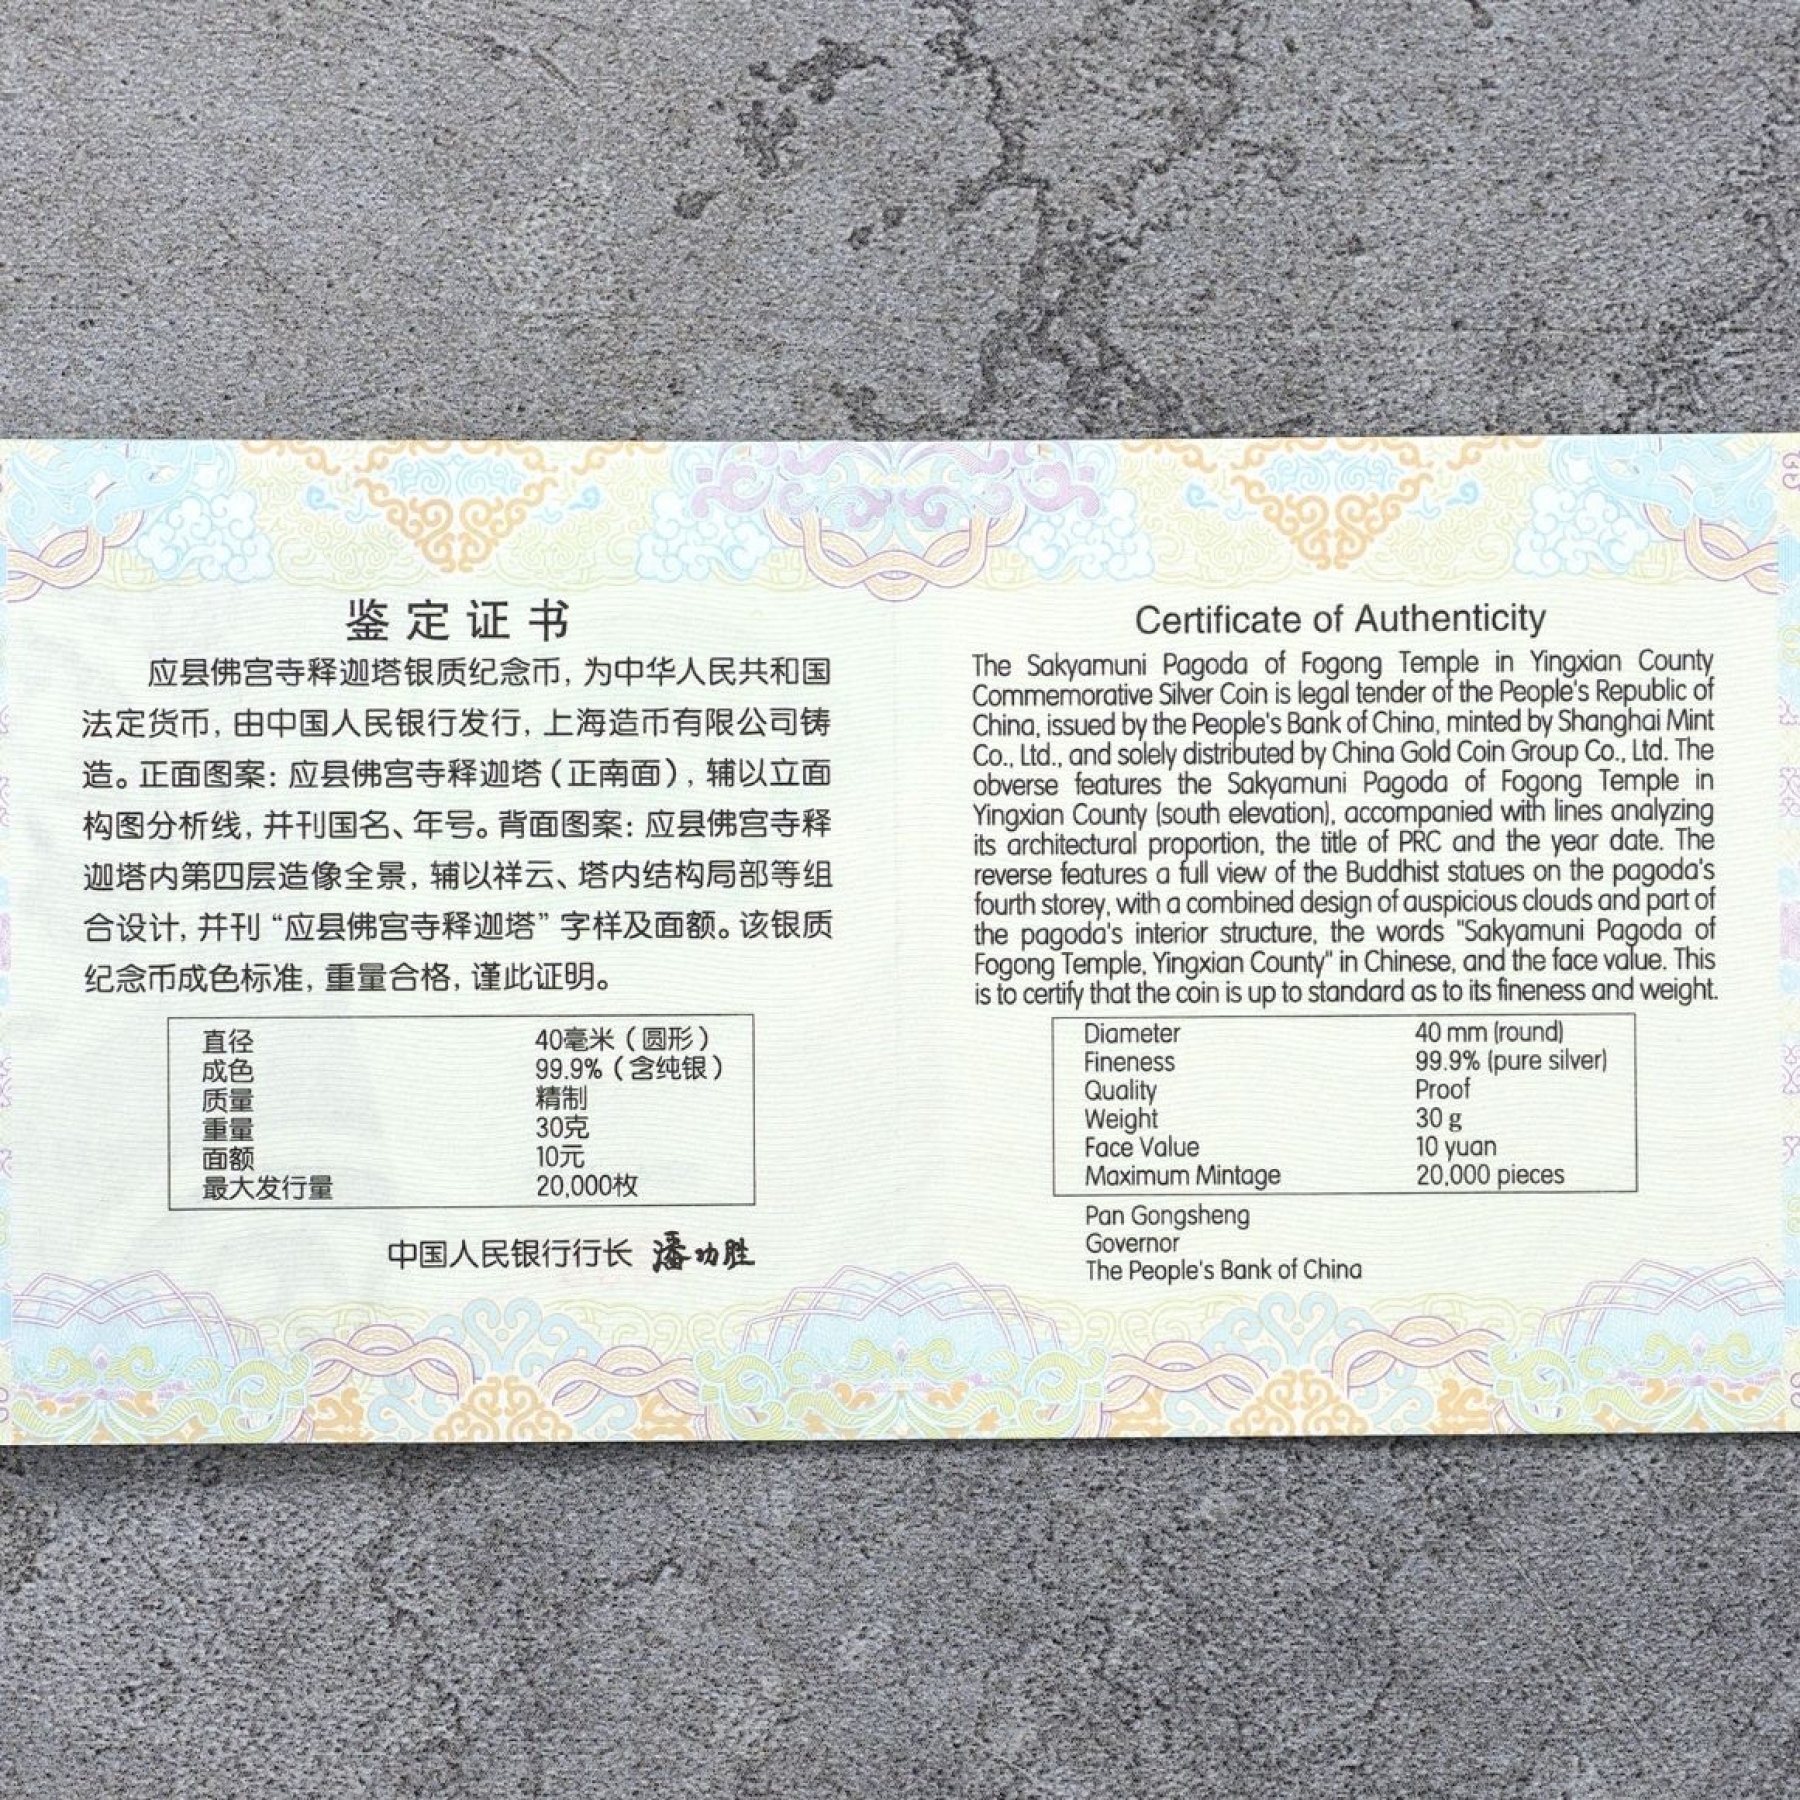 鉴定证书
应县佛宫寺释迦塔银质纪念币，为中华人民共和国
法定货币，由中国人民银行发行，上海造币有限公司铸
造。正面图案：应县佛宫寺释迦塔（正南面），辅以立面
构图分析线，并刊国名、年号。背面图案：应县佛宫寺释
迦塔内第四层造像全景，辅以祥云、塔内结构局部等组
合设计，并刊“应县佛宫寺释迦塔”字样及面额。该银质
纪念币成色标准，重量合格，谨此证明。
直径 40毫米（圆形）
成色 99.9%（含纯银）
质量 精制
重量 30克
面额 10元
最大发行量 20,000枚
中国人民银行行长 潘功胜
Certificate of Authenticity
The Sakyamuni Pagoda of Fogong Temple in Yingxian County
Commemorative Silver Coin is legal tender of the People's Republic of
China, issued by the People's Bank of China, minted by Shanghai Mint
Co., Ltd., and solely distributed by China Gold Coin Group Co., Ltd. The
obverse features the Sakyamuni Pagoda of Fogong Temple in
Yingxian County (south elevation), accompanied with lines analyzing
its architectural proportion, the title of PRC and the year date. The
reverse features a full view of the Buddhist statues on the pagoda's
fourth storey, with a combined design of auspicious clouds and part of
the pagoda's interior structure, the words "Sakyamuni Pagoda of
Fogong Temple, Yingxian County" in Chinese, and the face value. This
is to certify that the coin is up to standard as to its fineness and weight.
Diameter 40 mm (round)
Fineness 99.9% (pure silver)
Quality Proof
Weight 30 g
Face Value 10 yuan
Maximum Mintage 20,000 pieces
Pan Gongsheng
Governor
The People's Bank of China